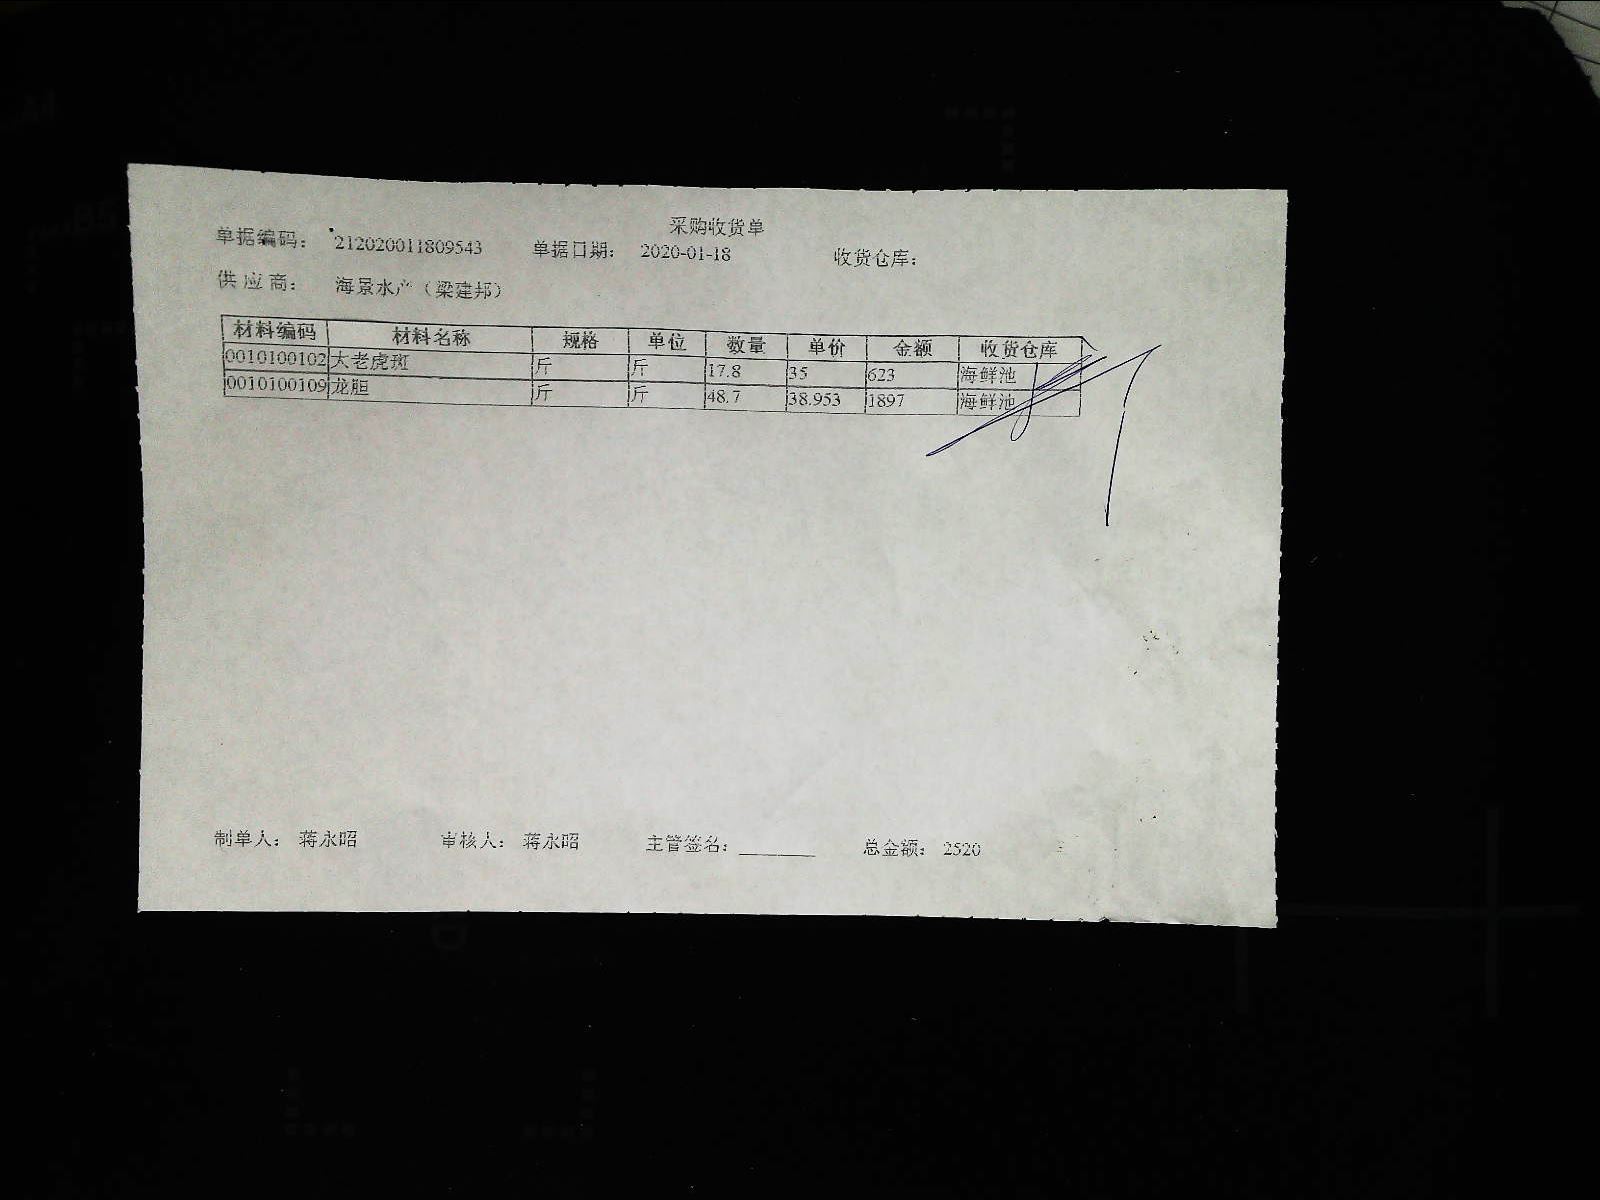 采购收货单
单据编码： 212020011809543 单据日期： 2020-01-18 收货仓库：
供应商： 海景水产（梁建邦）
材料编码 材料名称 规格 单位 数量 单价 金额 收货仓库
0010100102 大老虎斑 斤 斤 17.8 35 623 海鲜池
0010100109 龙胆 斤 斤 48.7 38.953 1897 海鲜池
制单人： 蒋永昭 审核人： 蒋永昭 主管签名： 总金额： 2520